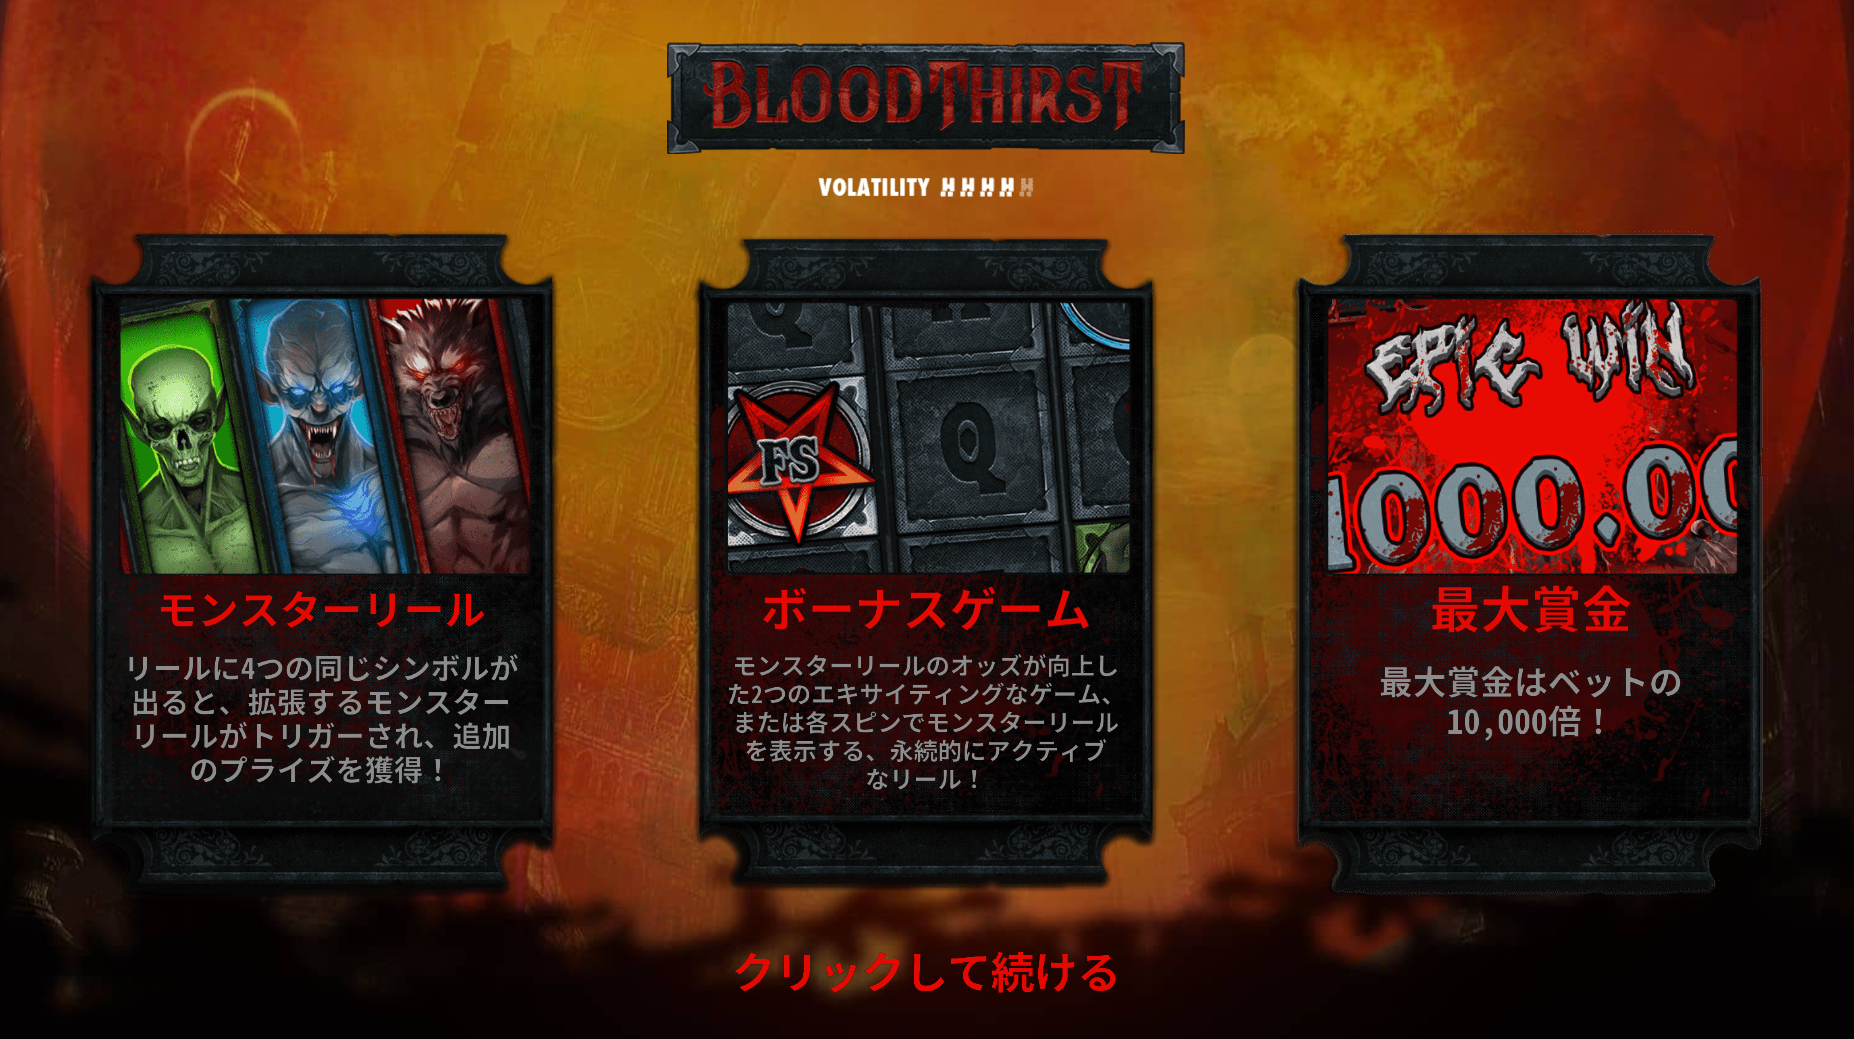 BLOODTHIRST
VOLATILITY
EPIC WIN
1000.00
FS
Q
Q
モンスターリール
リールに4つの同じシンボルが
出ると、拡張するモンスター
リールがトリガーされ、追加
のプライズを獲得！
ボーナスゲーム
モンスターリールのオッズが向上し
た2つのエキサイティングなゲーム、
または各スピンでモンスターリール
を表示する、永続的にアクティブ
なリール！
最大賞金
最大賞金はベットの
10,000倍！
クリックして続ける